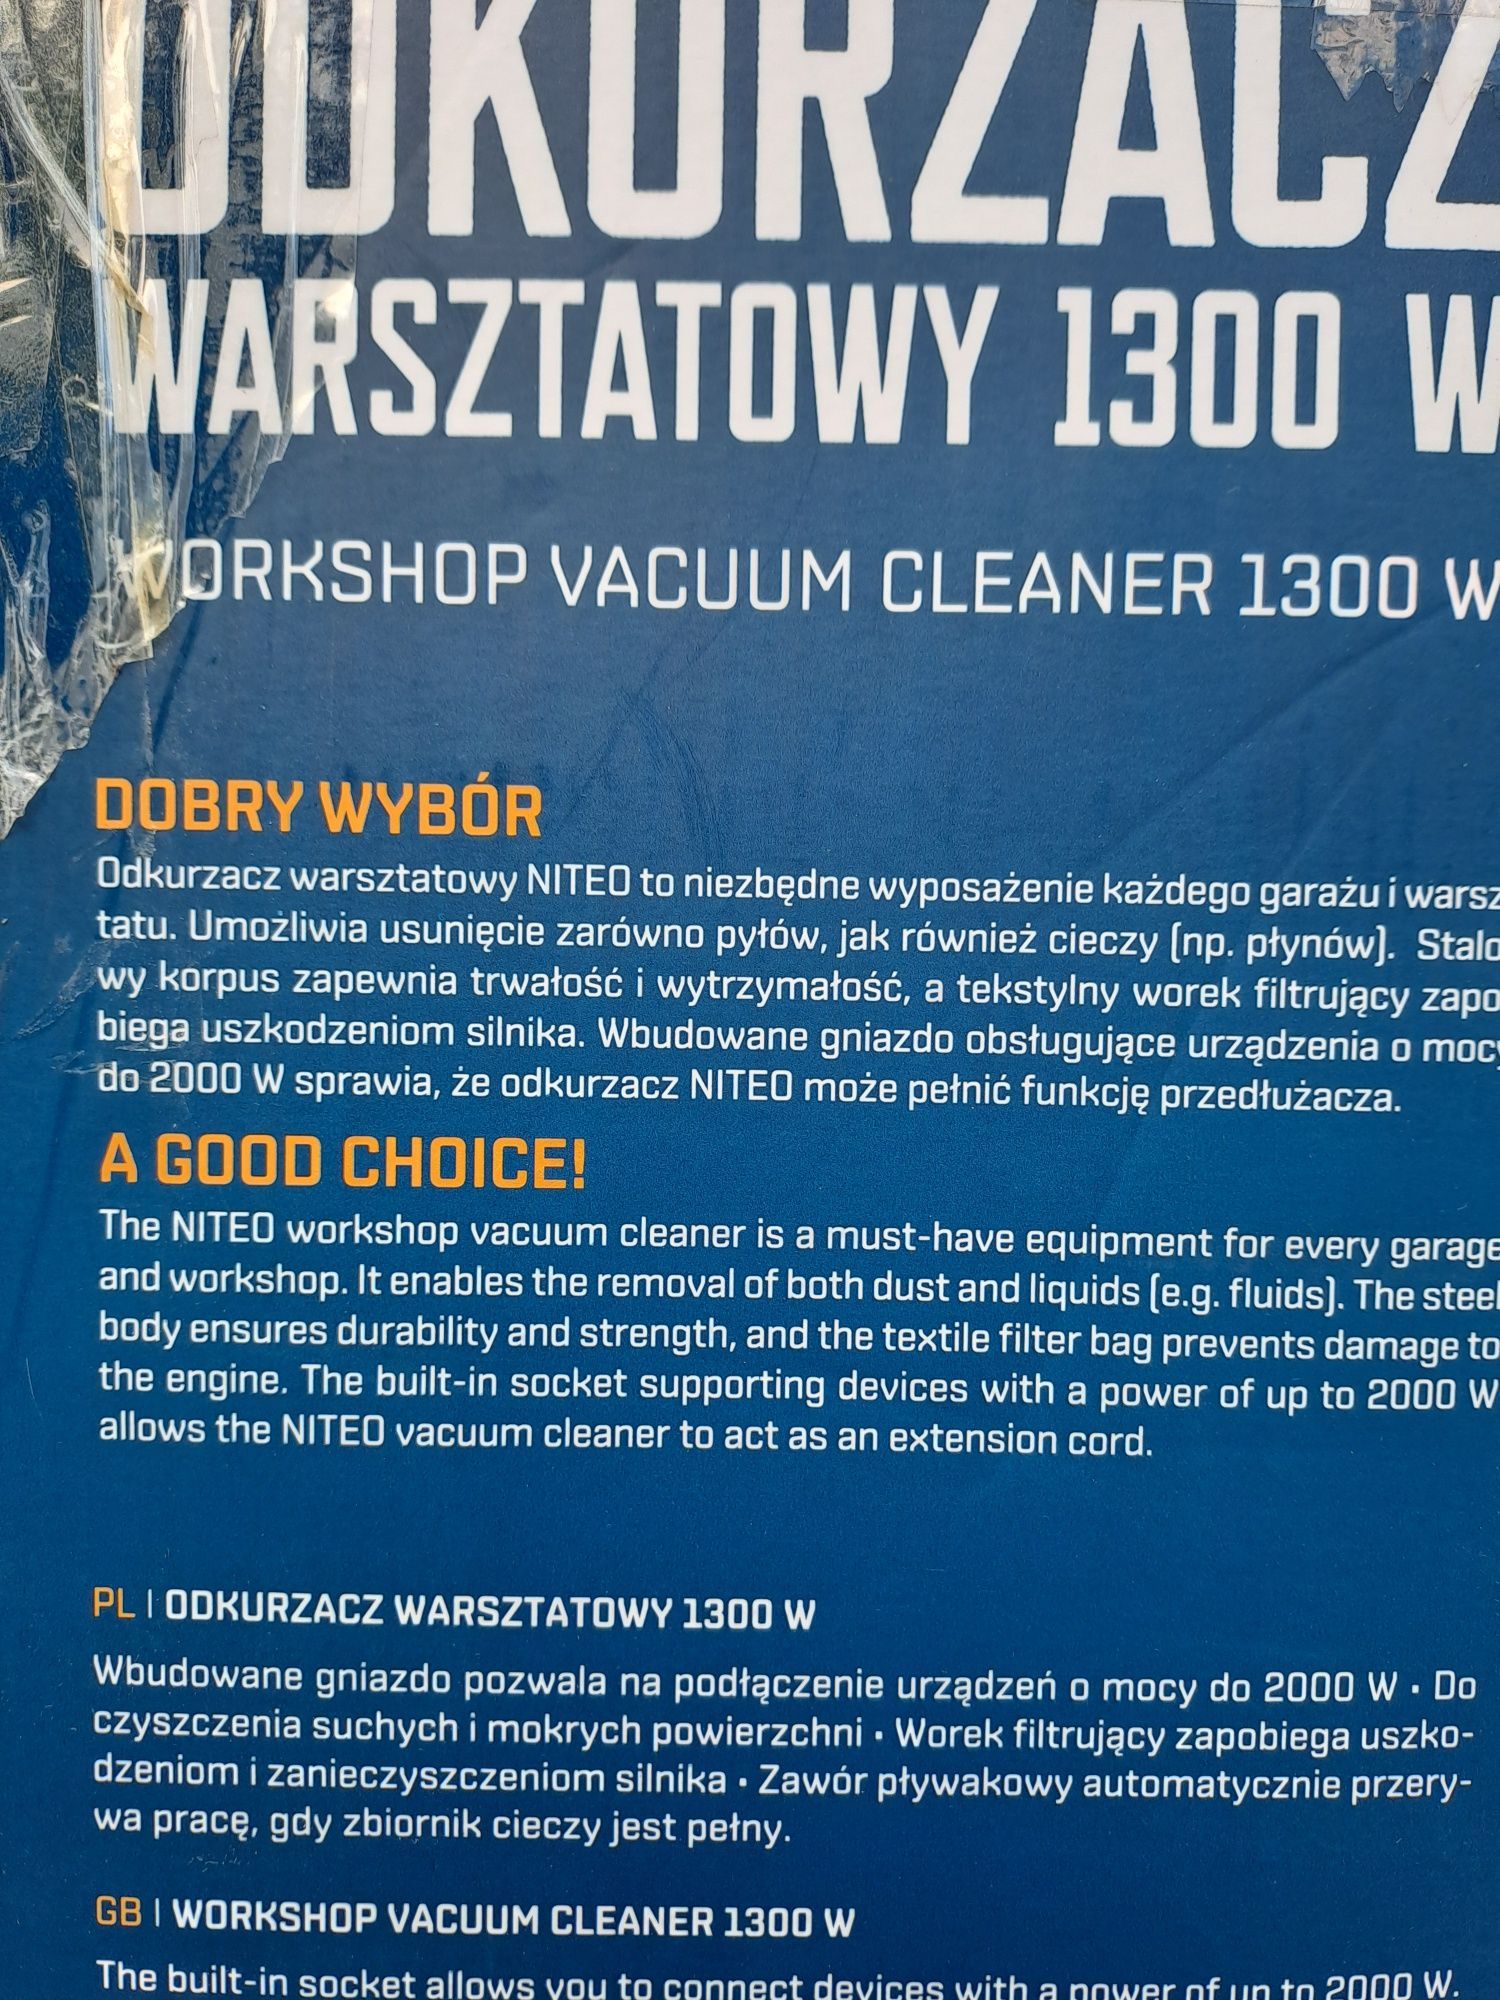 ODKURZACZ
WARSZTATOWY 1300 W
WORKSHOP VACUUM CLEANER 1300 W
DOBRY WYBÓR
Odkurzacz warsztatowy NITEO to niezbędne wyposażenie każdego garażu i warsz
tatu. Umożliwia usunięcie zarówno pyłów, jak również cieczy (np. płynów). Stalo
wy korpus zapewnia trwałość i wytrzymałość, a tekstylny worek filtrujący zapo
biega uszkodzeniom silnika. Wbudowane gniazdo obsługujące urządzenia o mocy
do 2000 W sprawia, że odkurzacz NITEO może pełnić funkcję przedłużacza.
A GOOD CHOICE!
The NITEO workshop vacuum cleaner is a must-have equipment for every garage
and workshop. It enables the removal of both dust and liquids (e.g. fluids). The steel
body ensures durability and strength, and the textile filter bag prevents damage to
the engine. The built-in socket supporting devices with a power of up to 2000 W
allows the NITEO vacuum cleaner to act as an extension cord.
PL | ODKURZACZ WARSZTATOWY 1300 W
Wbudowane gniazdo pozwala na podłączenie urządzeń o mocy do 2000 W • Do
czyszczenia suchych i mokrych powierzchni • Worek filtrujący zapobiega uszko-
dzeniom i zanieczyszczeniom silnika • Zawór pływakowy automatycznie przery-
wa pracę, gdy zbiornik cieczy jest pełny.
GB | WORKSHOP VACUUM CLEANER 1300 W
The built-in socket allows you to connect devices with a power of up to 2000 W.